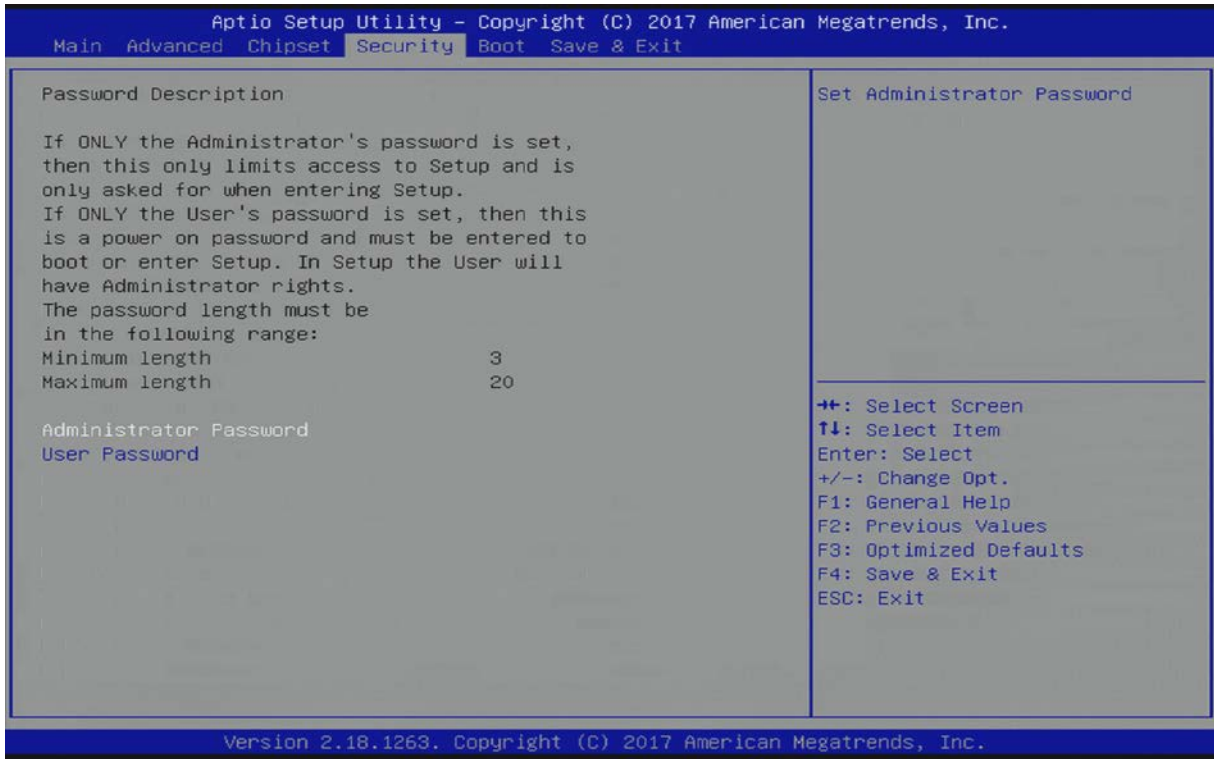 Aptio Setup Utility – Copyright (C) 2017 American Megatrends, Inc.
Main Advanced Chipset Security Boot Save & Exit
Password Description
If ONLY the Administrator's password is set,
then this only limits access to Setup and is
only asked for when entering Setup.
If ONLY the User's password is set, then this
is a power on password and must be entered to
boot or enter Setup. In Setup the User will
have Administrator rights.
The password length must be
in the following range:
Minimum length 3
Maximum length 20
Administrator Password
User Password
Set Administrator Password
→←: Select Screen
↑↓: Select Item
Enter: Select
+/-: Change Opt.
F1: General Help
F2: Previous Values
F3: Optimized Defaults
F4: Save & Exit
ESC: Exit
Version 2.18.1263. Copyright (C) 2017 American Megatrends, Inc.